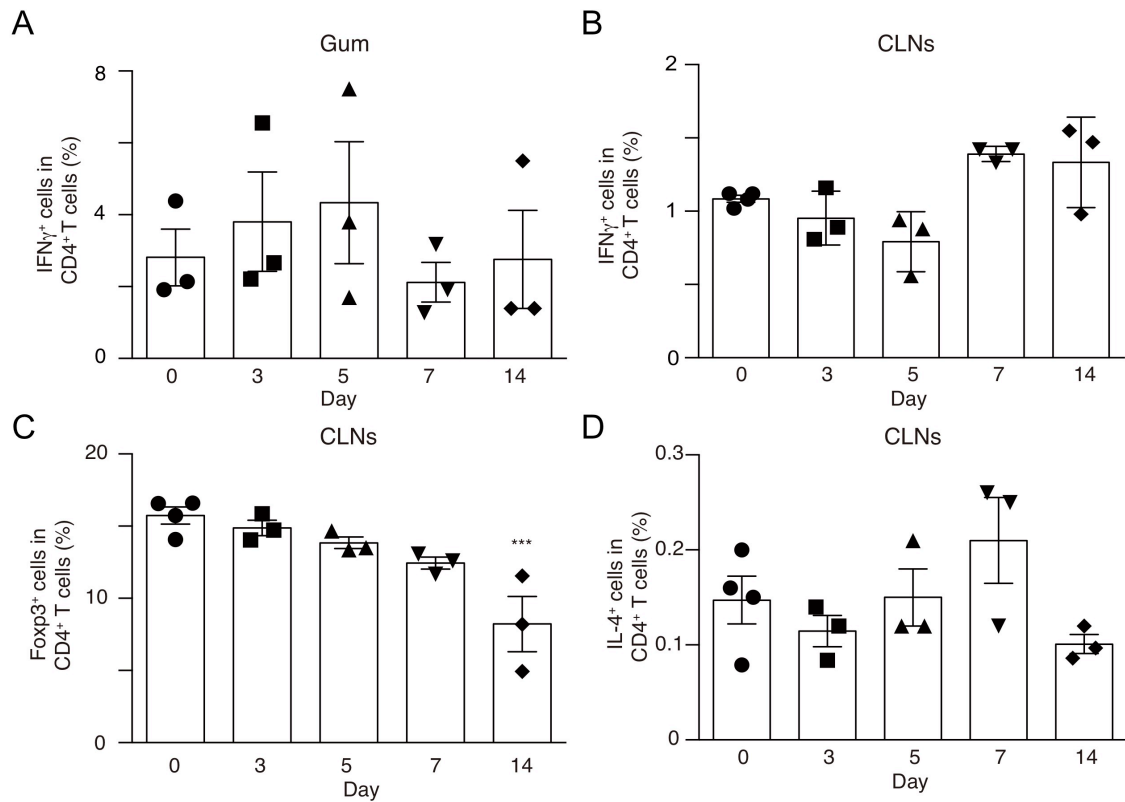 A
Gum
IFNγ⁺ cells in
CD4⁺ T cells (%)
8
4
0
0 3 5 7 14
Day
B
CLNs
IFNγ⁺ cells in
CD4⁺ T cells (%)
2
1
0
0 3 5 7 14
Day
C
CLNs
Foxp3⁺ cells in
CD4⁺ T cells (%)
20
10
0
***
0 3 5 7 14
Day
D
CLNs
IL-4⁺ cells in
CD4⁺ T cells (%)
0.3
0.2
0.1
0
0 3 5 7 14
Day